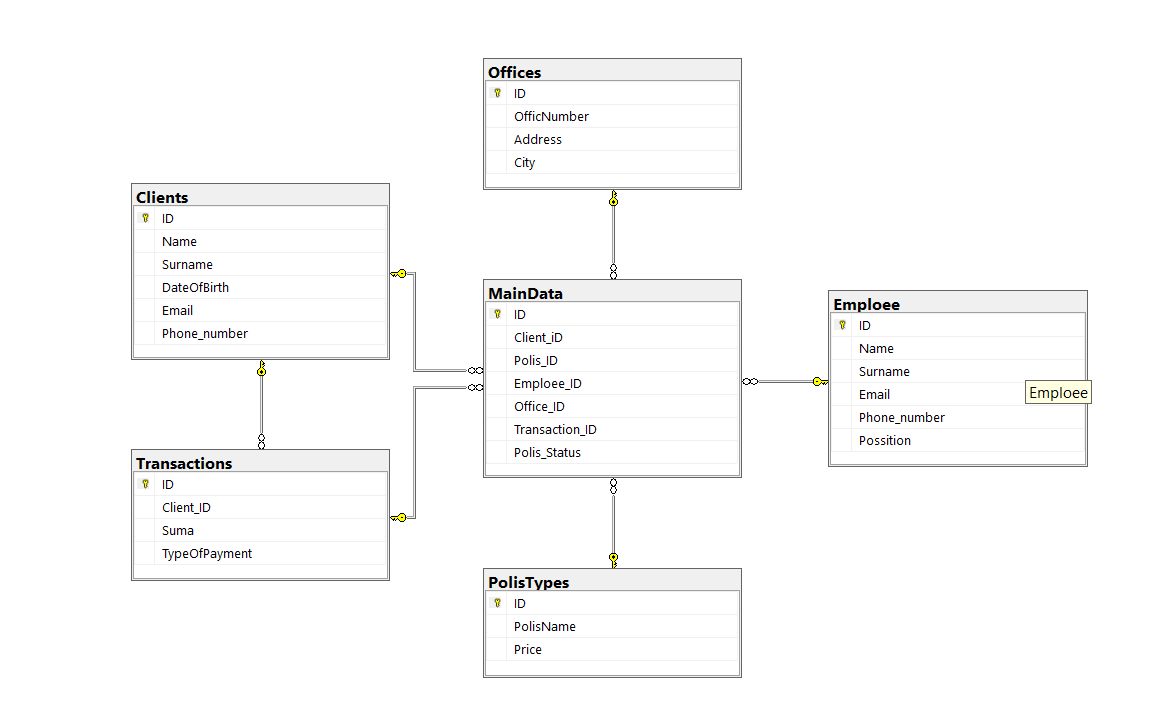 Offices
ID
OfficNumber
Address
City
Clients
ID
Name
Surname
DateOfBirth
Email
Phone_number
MainData
ID
Client_iD
Polis_ID
Emploee_ID
Office_ID
Transaction_ID
Polis_Status
Emploee
ID
Name
Surname
Email
Phone_number
Possition
Emploee
Transactions
ID
Client_ID
Suma
TypeOfPayment
PolisTypes
ID
PolisName
Price